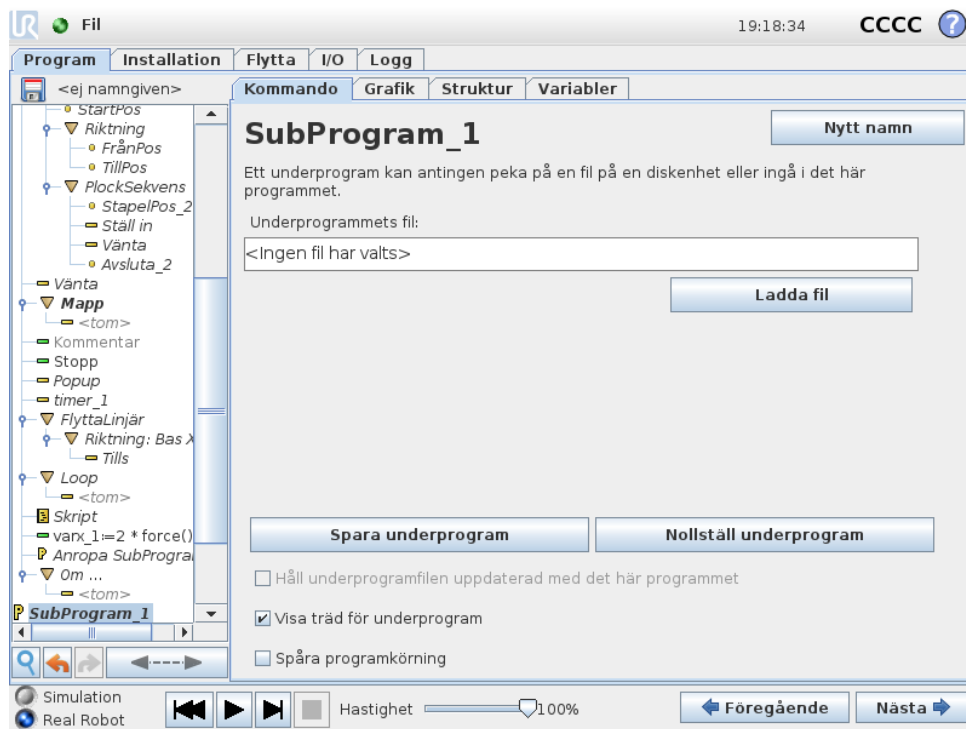 UR Fil 19:18:34 CCCC ?
Program Installation Flytta I/O Logg
<ej namngiven>
Kommando Grafik Struktur Variabler
StartPos
Riktning
FrånPos
TillPos
PlockSekvens
StapelPos_2
Ställ in
Vänta
Avsluta_2
Vänta
Mapp
<tom>
Kommentar
Stopp
Popup
timer_1
FlyttaLinjär
Riktning: Bas X
Tills
Loop
<tom>
Skript
varx_1:=2 * force()
Anropa SubProgra
Om ...
<tom>
SubProgram_1
SubProgram_1
Nytt namn
Ett underprogram kan antingen peka på en fil på en diskenhet eller ingå i det här
programmet.
Underprogrammets fil:
<Ingen fil har valts>
Ladda fil
Spara underprogram
Nollställ underprogram
Håll underprogramfilen uppdaterad med det här programmet
Visa träd för underprogram
Spåra programkörning
Simulation
Real Robot
Hastighet 100%
Föregående
Nästa